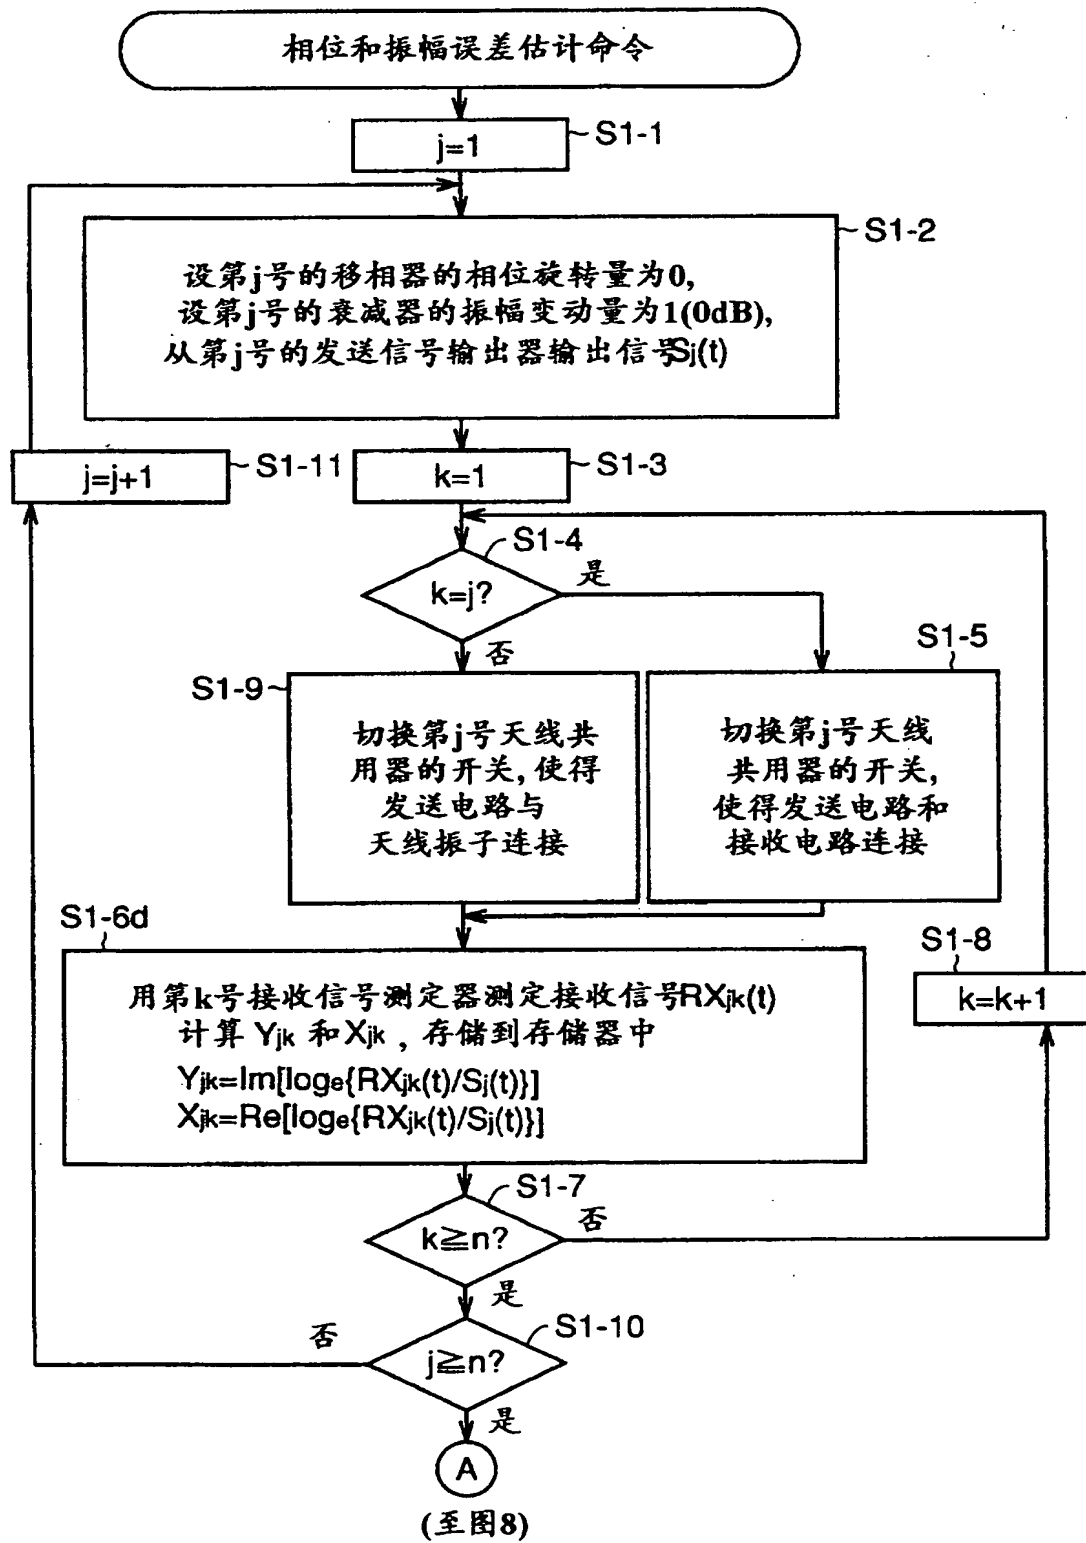 相位和振幅误差估计命令
j=1
S1-1
S1-2
设第j号的移相器的相位旋转量为0,
设第j号的衰减器的振幅变动量为1(0dB),
从第j号的发送信号输出器输出信号Sj(t)
j=j+1
S1-11
k=1
S1-3
S1-4
k=j?
是
否
S1-5
S1-9
切换第j号天线共
用器的开关,使得
发送电路与
天线振子连接
切换第j号天线
共用器的开关,
使得发送电路和
接收电路连接
S1-6d
用第k号接收信号测定器测定接收信号RXjk(t)
计算 Yjk 和Xjk , 存储到存储器中
Yjk=Im[loge{RXjk(t)/Sj(t)}]
Xjk=Re[loge{RXjk(t)/Sj(t)}]
S1-8
k=k+1
S1-7
k≧n?
否
是
S1-10
j≧n?
否
是
A
(至图8)